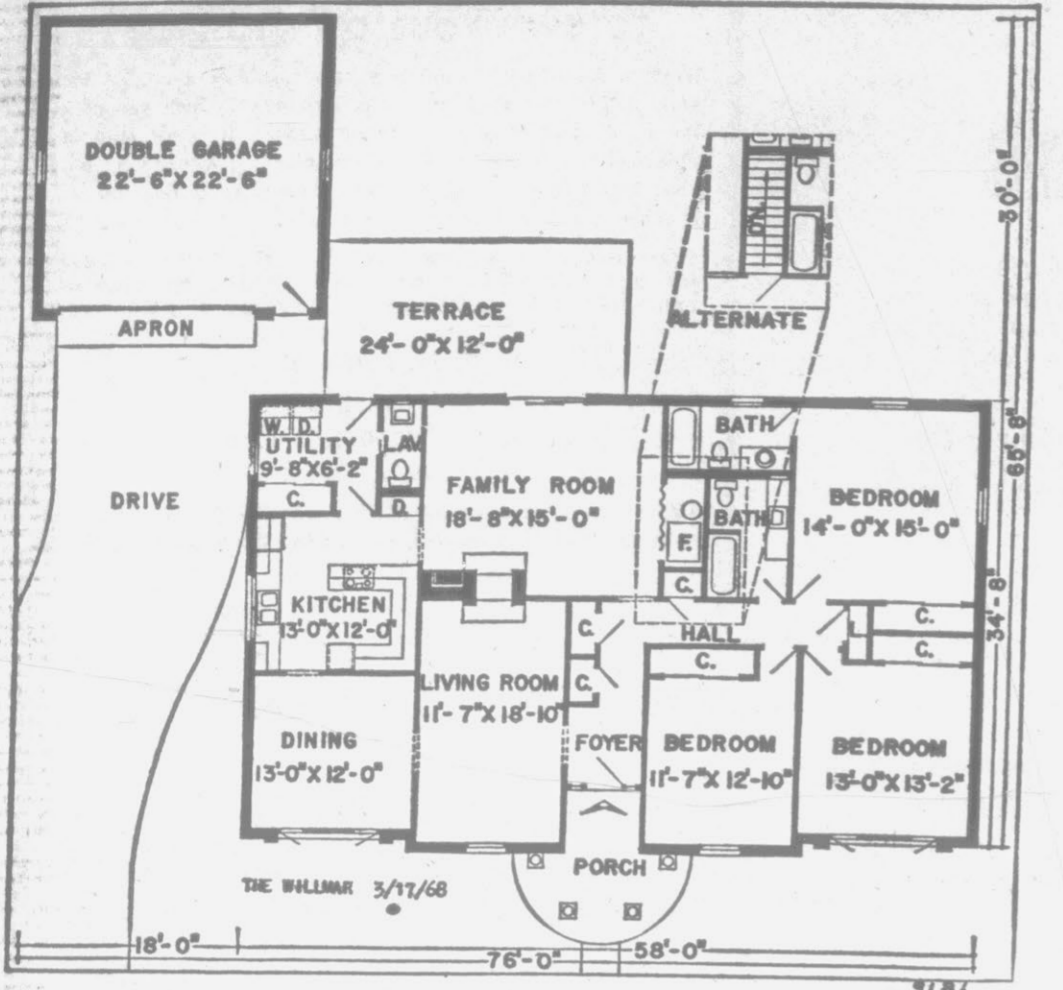 DOUBLE GARAGE
22'-6"X 22'-6"
30'-0"
DN.
APRON
TERRACE
24'-0"X12'-0"
ALTERNATE
W. D.
UTILITY
9'-8"X6'-2"
LAV
BATH
65'-8"
DRIVE
C.
D.
FAMILY ROOM
18'-8"X15'-0"
BATH
F.
BEDROOM
14'-0"X15'-0"
C.
KITCHEN
13'-0"X12'-0"
C.
HALL
C.
C.
34'-8"
C.
C.
LIVING ROOM
11'-7"X18'-10"
DINING
13'-0"X12'-0"
FOYER
BEDROOM
11'-7"X12'-10"
BEDROOM
13'-0"X13'-2"
PORCH
THE WILLMAR 3/17/68
18'-0"
76'-0"
58'-0"